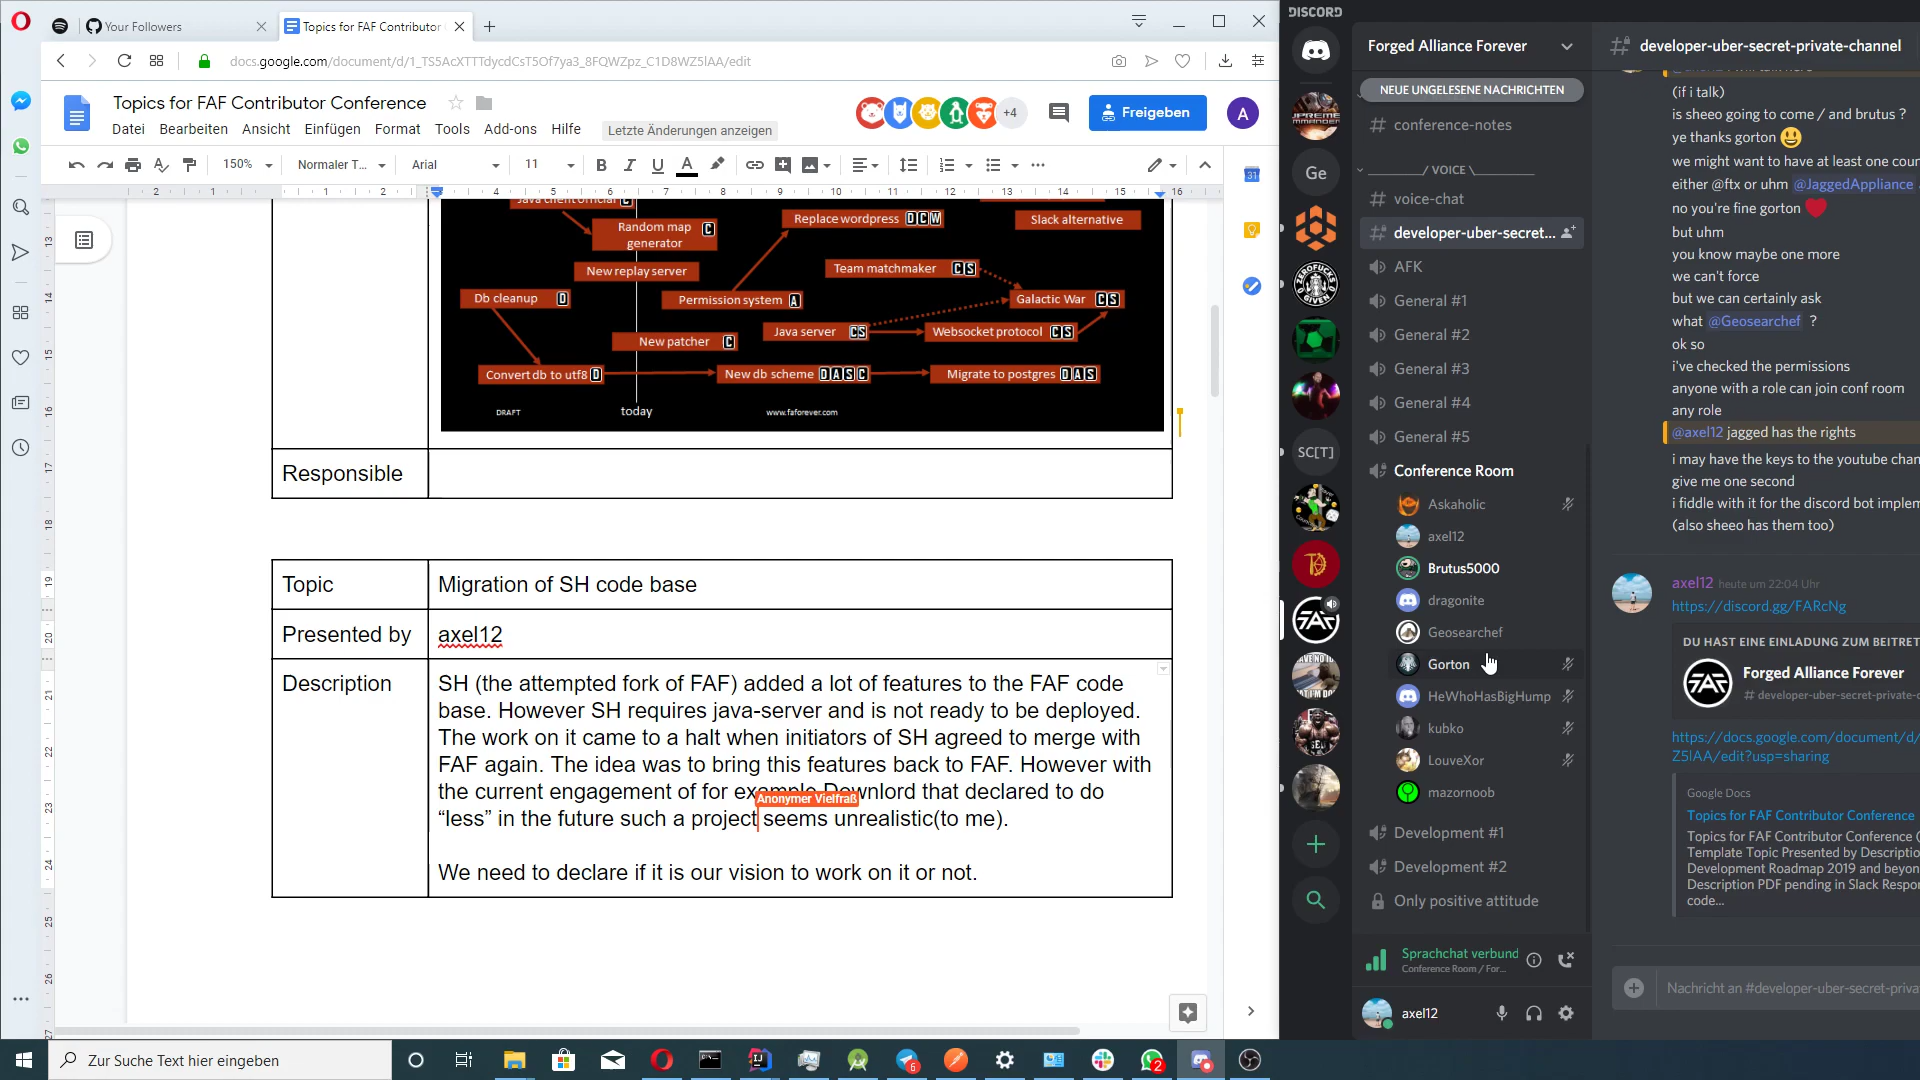 Your Followers
Topics for FAF Contributor
docs.google.com/document/d/1_TS5AcXTTTdycdCsT5Of7ya3_8FQWZpz_C1D8WZ5lAA/edit
Topics for FAF Contributor Conference
Datei Bearbeiten Ansicht Einfügen Format Tools Add-ons Hilfe
Letzte Änderungen anzeigen
+4
Freigeben
A
150% Normaler T... Arial 11
Java client official C
Random map generator C
New replay server
Replace wordpress D C W
Slack alternative
Team matchmaker C S
Db cleanup D
Permission system A
Galactic War C S
Java server C S
Websocket protocol C S
New patcher C
Convert db to utf8 D
New db scheme D A S C
Migrate to postgres D A S
DRAFT
today
www.faforever.com
Responsible
Topic
Migration of SH code base
Presented by
axel12
Description
SH (the attempted fork of FAF) added a lot of features to the FAF code
base. However SH requires java-server and is not ready to be deployed.
The work on it came to a halt when initiators of SH agreed to merge with
FAF again. The idea was to bring this features back to FAF. However with
the current engagement of for example Downlord that declared to do
Anonymer Vielfraß
“less” in the future such a project seems unrealistic(to me).
We need to declare if it is our vision to work on it or not.
Zur Suche Text hier eingeben
DISCORD
Ge
SC[T]
Forged Alliance Forever
NEUE UNGELESENE NACHRICHTEN
conference-notes
/ VOICE \
voice-chat
developer-uber-secret...
AFK
General #1
General #2
General #3
General #4
General #5
Conference Room
Askaholic
axel12
Brutus5000
dragonite
Geosearchef
Gorton
HeWhoHasBigHump
kubko
LouveXor
mazornoob
Development #1
Development #2
Only positive attitude
Sprachchat verbund
Conference Room / For...
axel12
developer-uber-secret-private-channel
(if i talk)
is sheeo going to come / and brutus ?
ye thanks gorton
we might want to have at least one coun
either @ftx or uhm @JaggedAppliance
no you're fine gorton
but uhm
you know maybe one more
we can't force
but we can certainly ask
what @Geosearchef ?
ok so
i've checked the permissions
anyone with a role can join conf room
any role
@axel12 jagged has the rights
i may have the keys to the youtube chan
give me one second
i fiddle with it for the discord bot implem
(also sheeo has them too)
axel12 heute um 22:04 Uhr
https://discord.gg/FARcNg
DU HAST EINE EINLADUNG ZUM BEITRET
Forged Alliance Forever
# developer-uber-secret-private-c
https://docs.google.com/document/d/
Z5lAA/edit?usp=sharing
Google Docs
Topics for FAF Contributor Conference
Topics for FAF Contributor Conference (
Template Topic Presented by Descriptio
Development Roadmap 2019 and beyon
Description PDF pending in Slack Respor
code...
Nachricht an #developer-uber-secret-priva